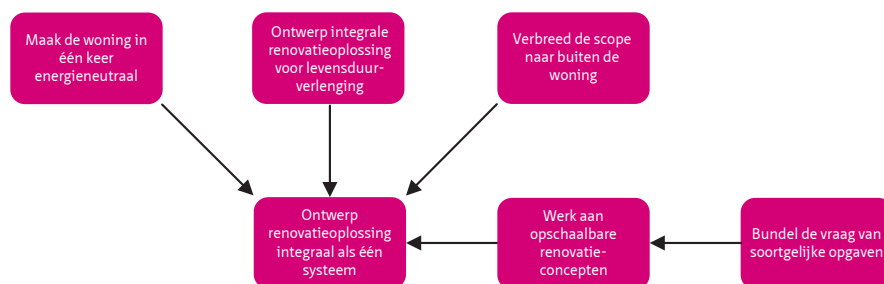 Maak de woning in
één keer
energieneutraal
Ontwerp integrale
renovatieoplossing
voor levensduur-
verlenging
Verbreed de scope
naar buiten de
woning
Ontwerp
renovatieoplossing
integraal als één
systeem
Werk aan
opschaalbare
renovatie-
concepten
Bundel de vraag van
soortgelijke opgaven